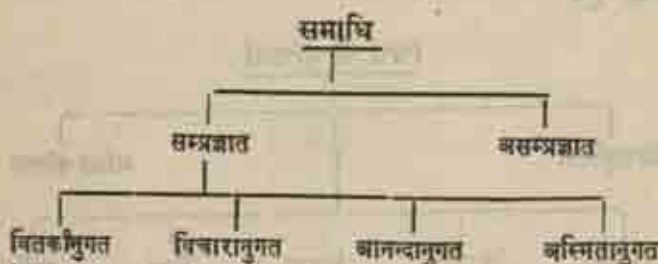 समाधि
सम्प्रज्ञात असम्प्रज्ञात
वितर्कानुगत विचारानुगत आनन्दानुगत अस्मितानुगत